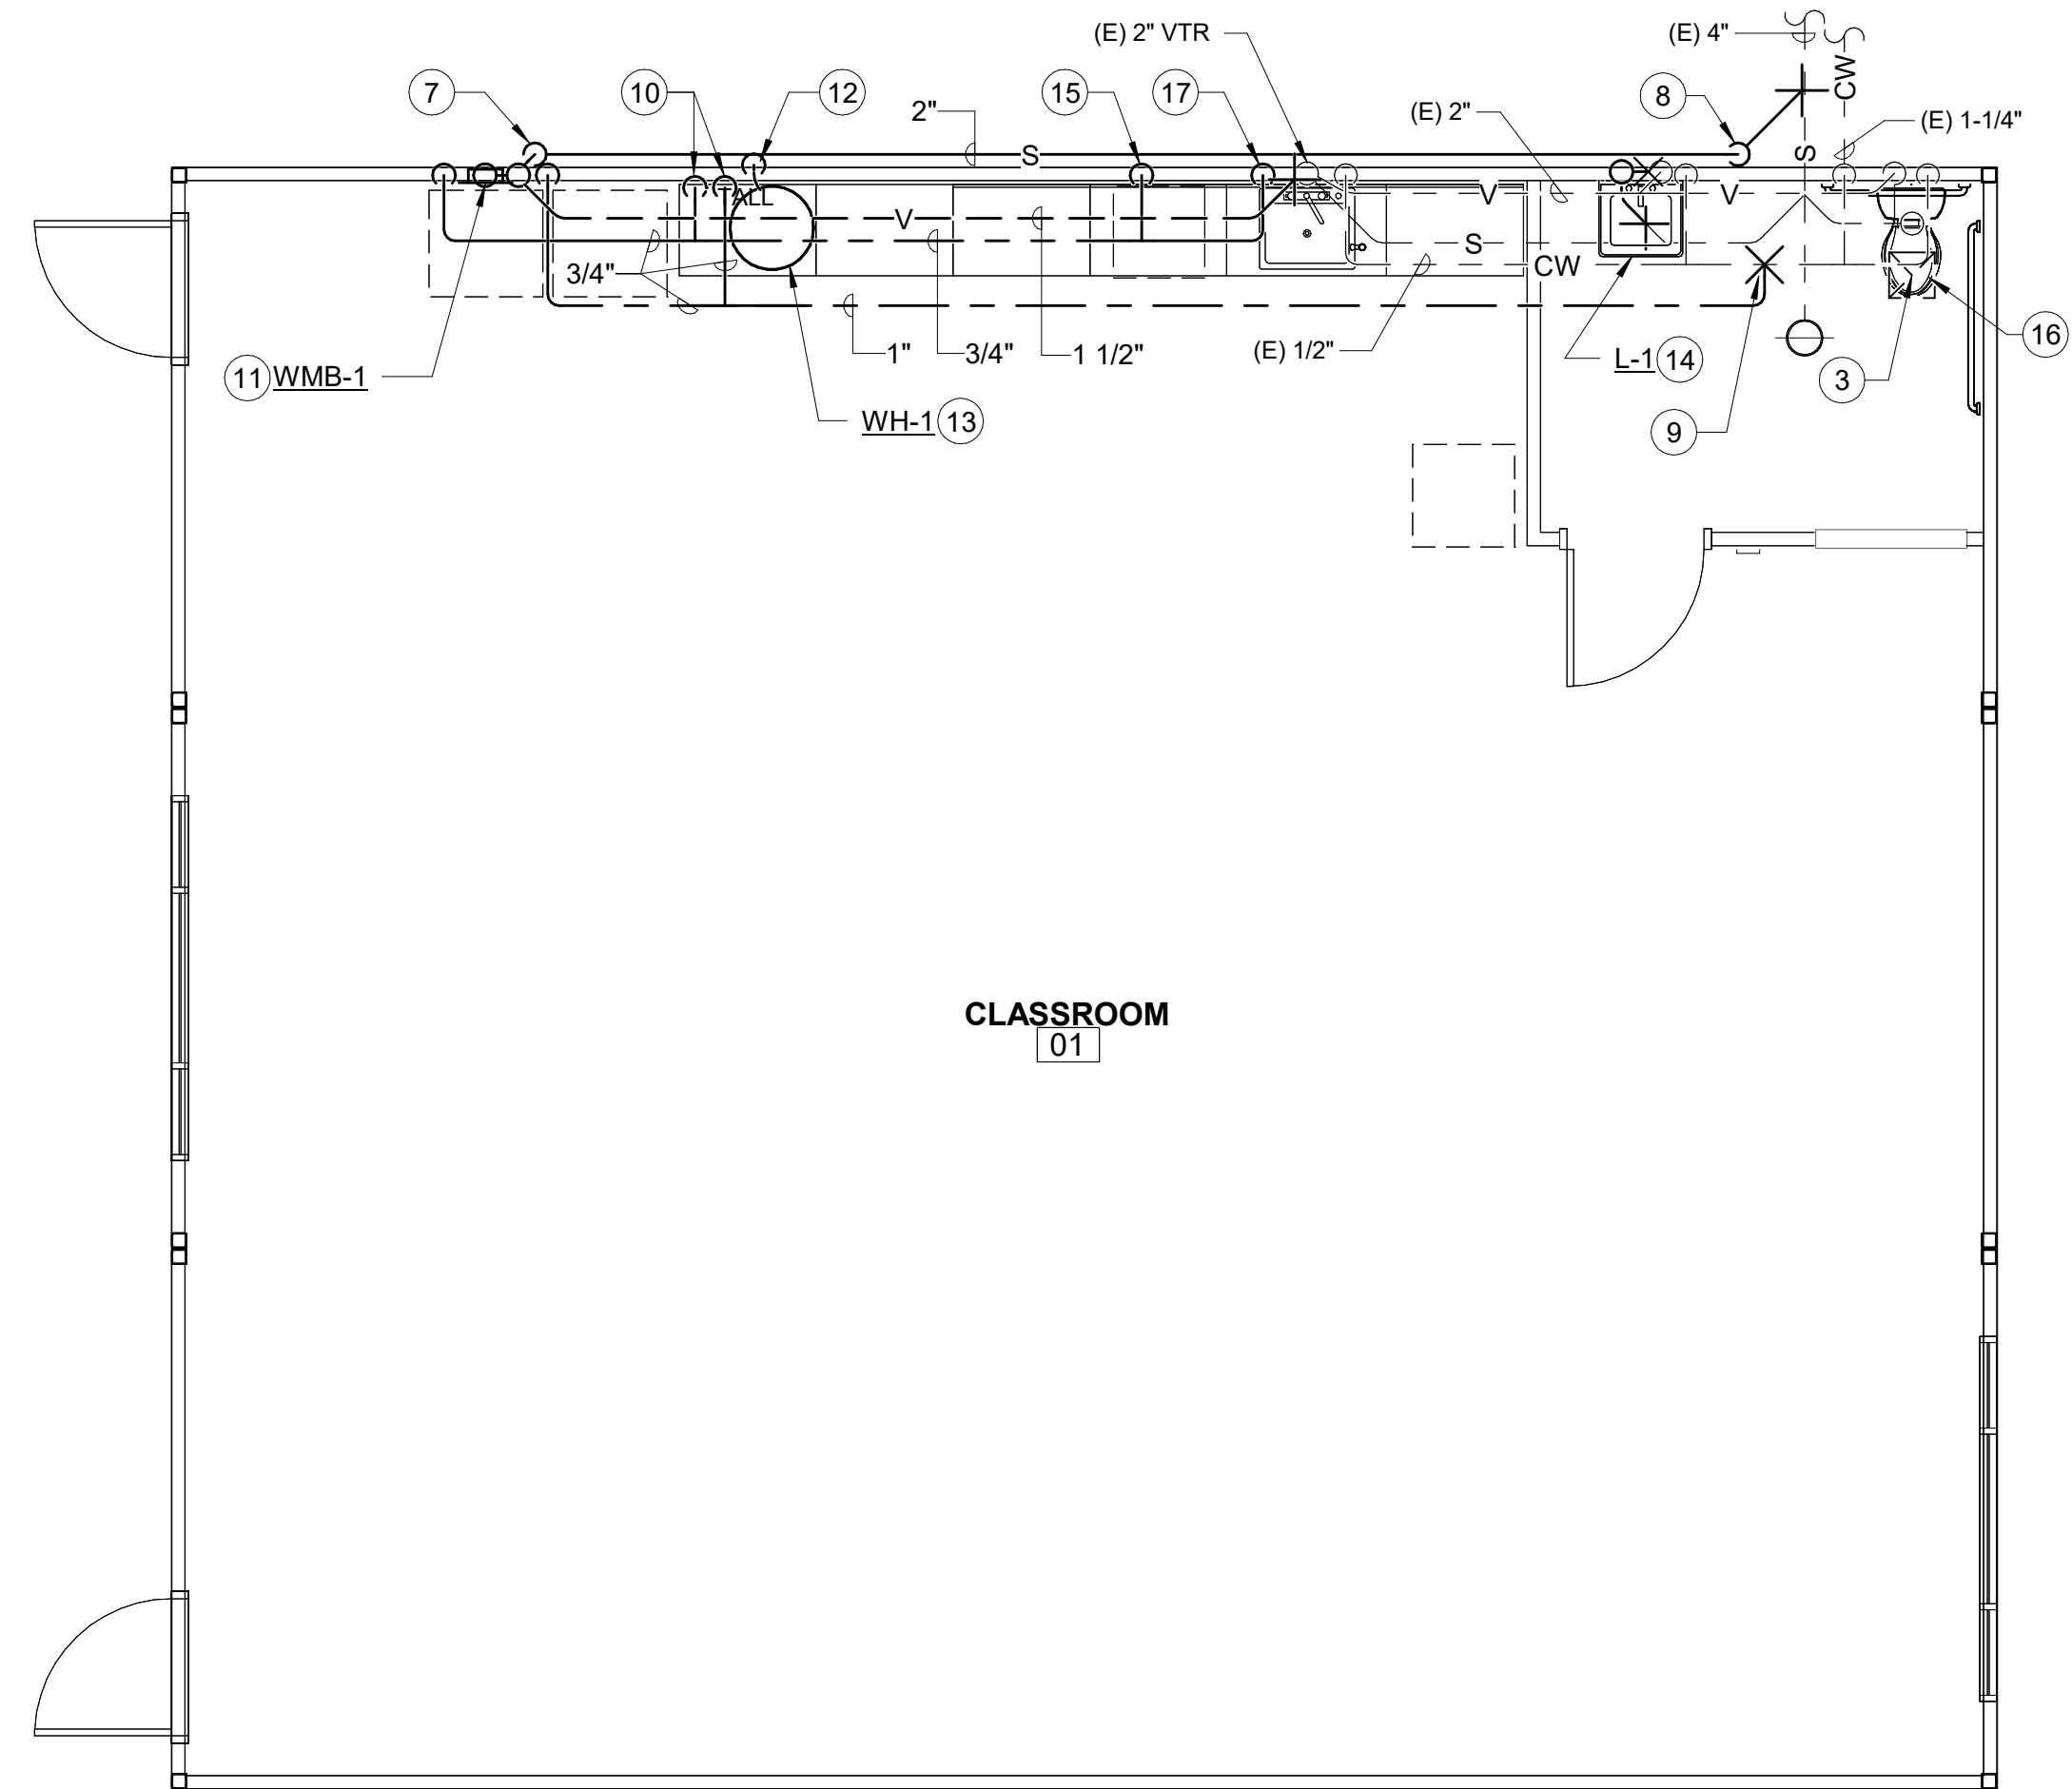 (E) 2" VTR
(E) 4"
CW
7
10
12
2"
15
17
(E) 2"
8
(E) 1-1/4"
S
S
ALL
V
V
V
S
CW
3/4"
1"
3/4"
1 1/2"
(E) 1/2"
L-1 14
16
3
11 WMB-1
WH-1 13
9
CLASSROOM
01